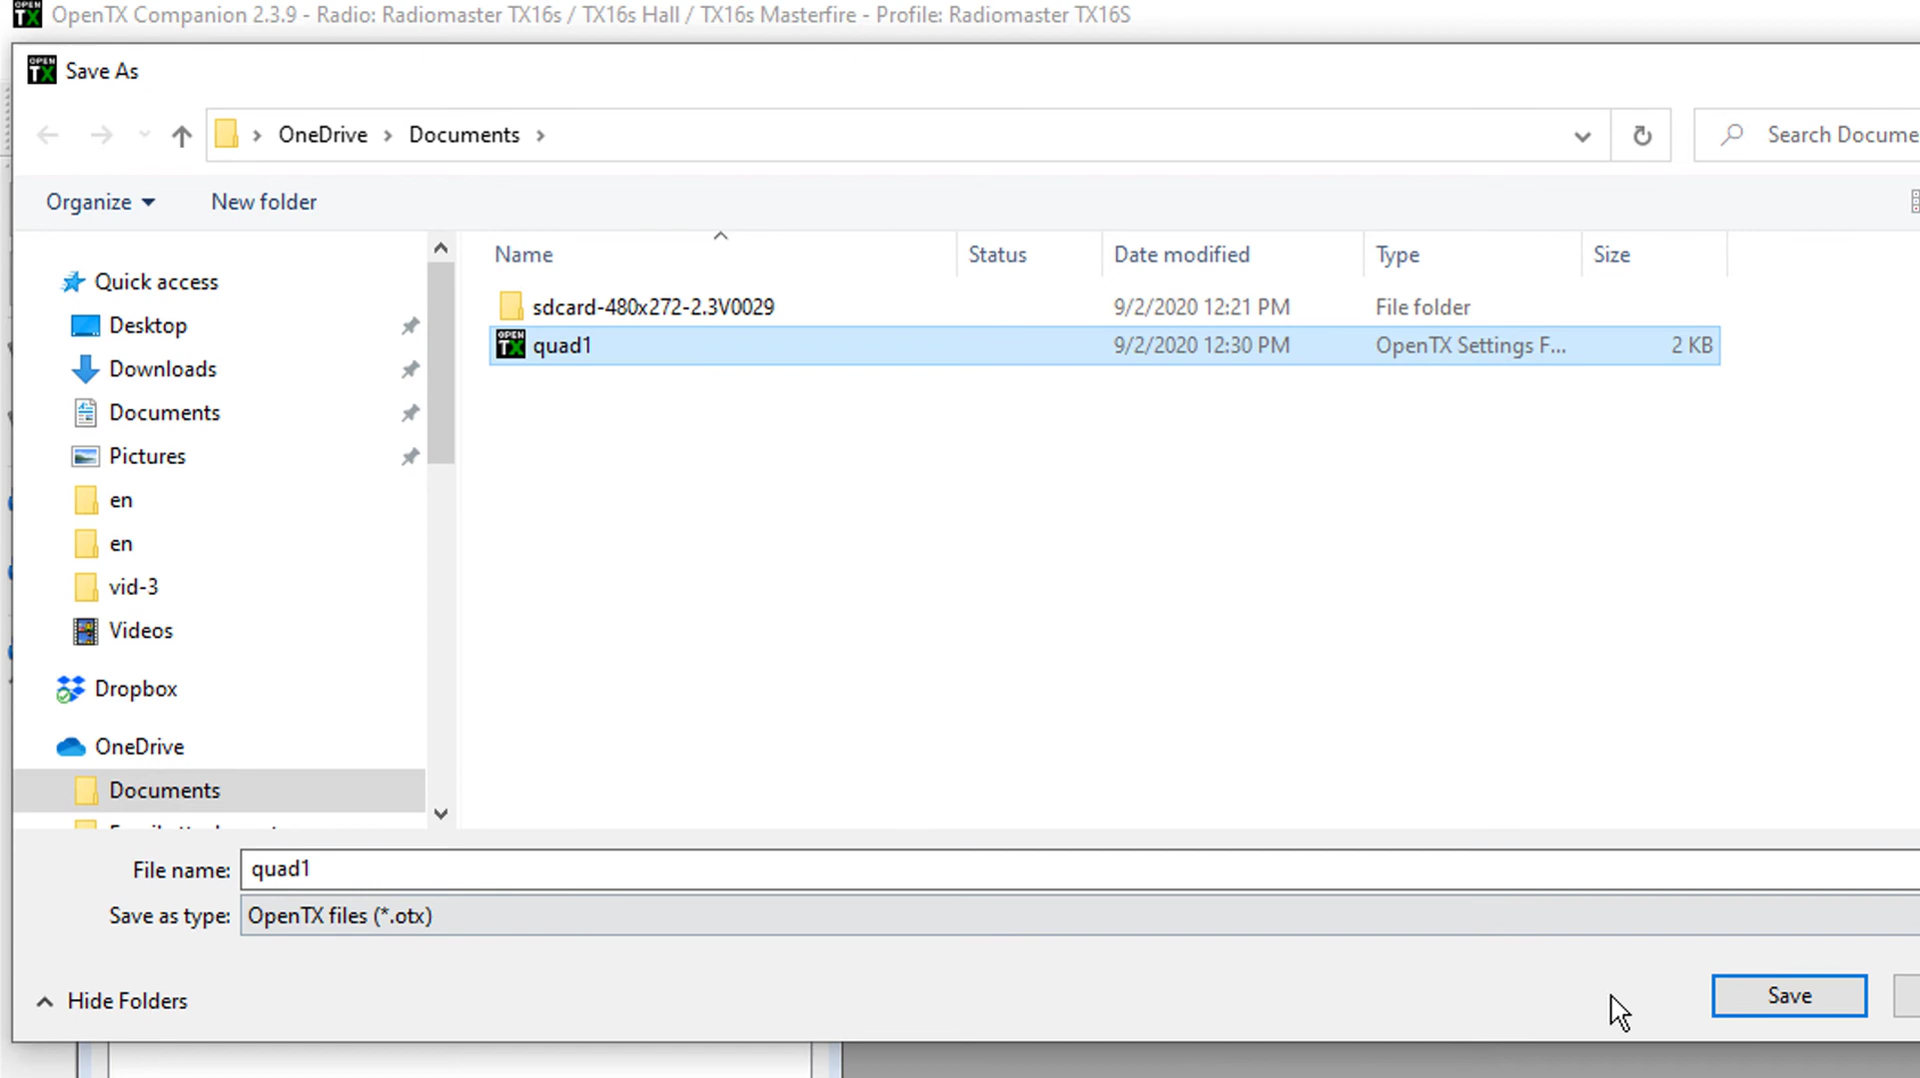 OpenTX Companion 2.3.9 - Radio: Radiomaster TX16s / TX16s Hall / TX16s Masterfire - Profile: Radiomaster TX16S
Save As
OneDrive > Documents >
Search Docume
Organize
New folder
Name Status Date modified Type Size
sdcard-480x272-2.3V0029 9/2/2020 12:21 PM File folder
quad1 9/2/2020 12:30 PM OpenTX Settings F... 2 KB
Quick access
Desktop
Downloads
Documents
Pictures
en
en
vid-3
Videos
Dropbox
OneDrive
Documents
File name: quad1
Save as type: OpenTX files (*.otx)
Hide Folders
Save